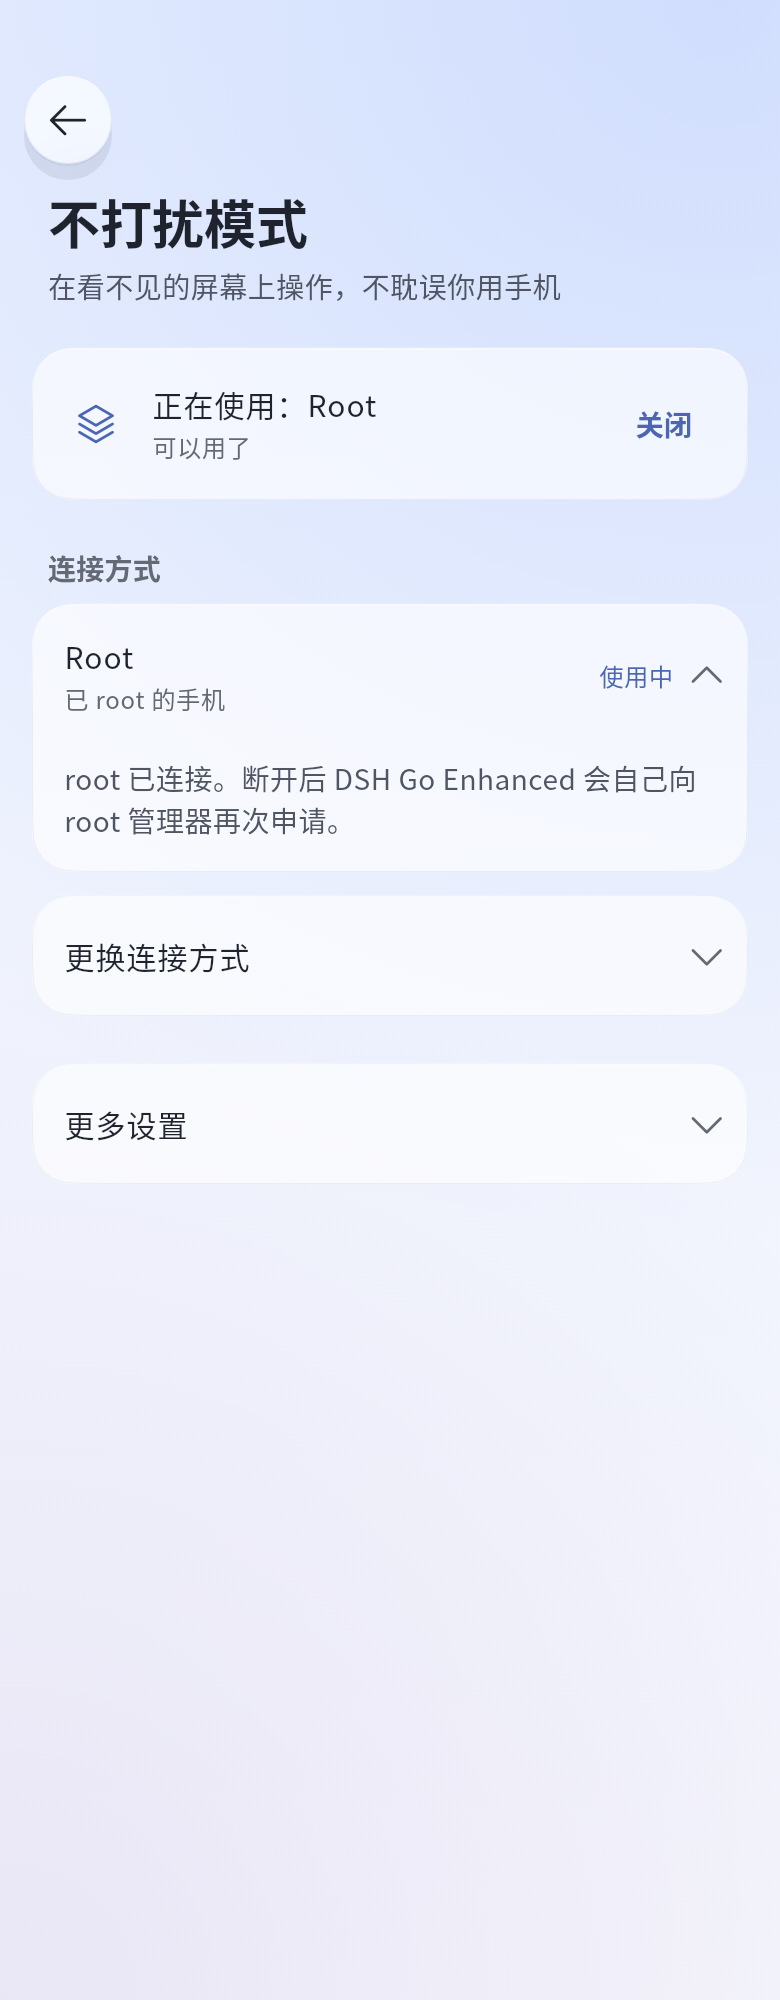 不打扰模式
在看不见的屏幕上操作，不耽误你用手机
正在使用：Root
可以用了
关闭
连接方式
Root
已 root 的手机
使用中
root 已连接。断开后 DSH Go Enhanced 会自己向
root 管理器再次申请。
更换连接方式
更多设置